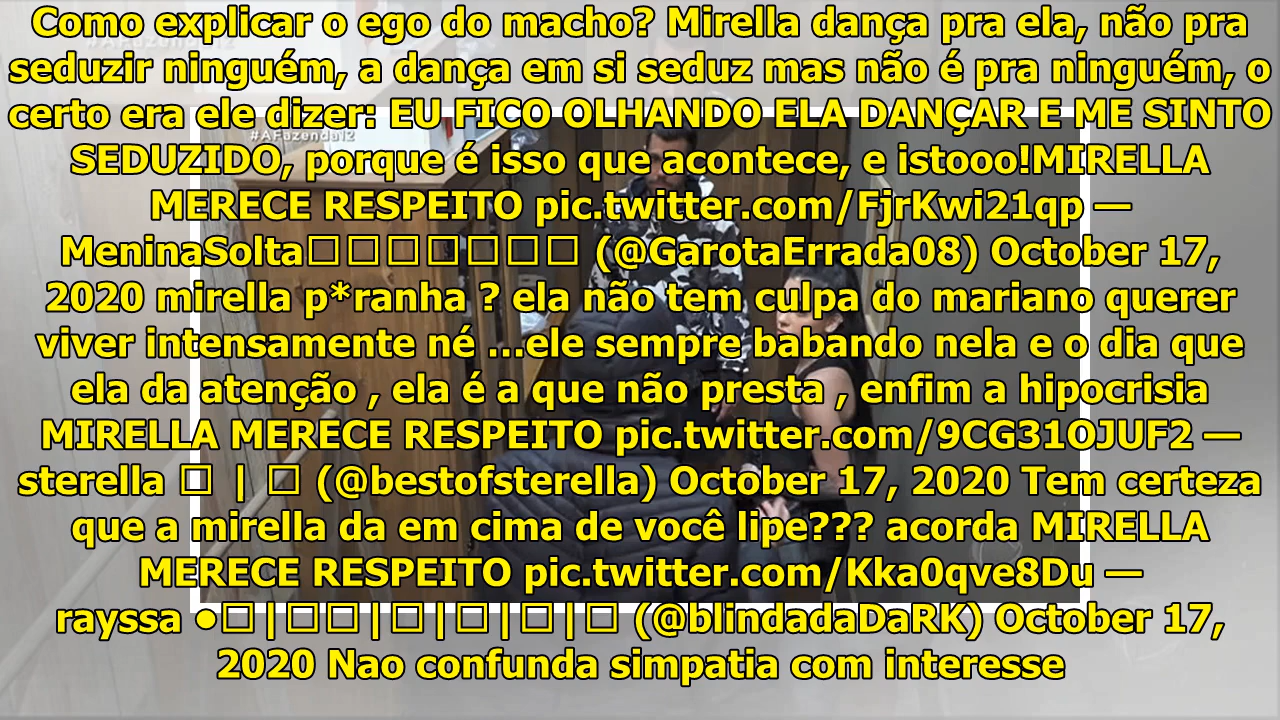 Como explicar o ego do macho? Mirella dança pra ela, não pra
seduzir ninguém, a dança em si seduz mas não é pra ninguém, o
certo era ele dizer: EU FICO OLHANDO ELA DANÇAR E ME SINTO
#AFazenda12
SEDUZIDO, porque é isso que acontece, e istooo!MIRELLA
MERECE RESPEITO pic.twitter.com/FjrKwi21qp —
MeninaSolta□□□□□□□ (@GarotaErrada08) October 17,
2020 mirella p*ranha ? ela não tem culpa do mariano querer
viver intensamente né ...ele sempre babando nela e o dia que
ela da atenção , ela é a que não presta , enfim a hipocrisia
MIRELLA MERECE RESPEITO pic.twitter.com/9CG31OJUF2 —
sterella □ | □ (@bestofsterella) October 17, 2020 Tem certeza
que a mirella da em cima de você lipe??? acorda MIRELLA
MERECE RESPEITO pic.twitter.com/Kka0qve8Du —
rayssa •□|□□|□|□|□|□ (@blindadaDaRK) October 17,
2020 Nao confunda simpatia com interesse